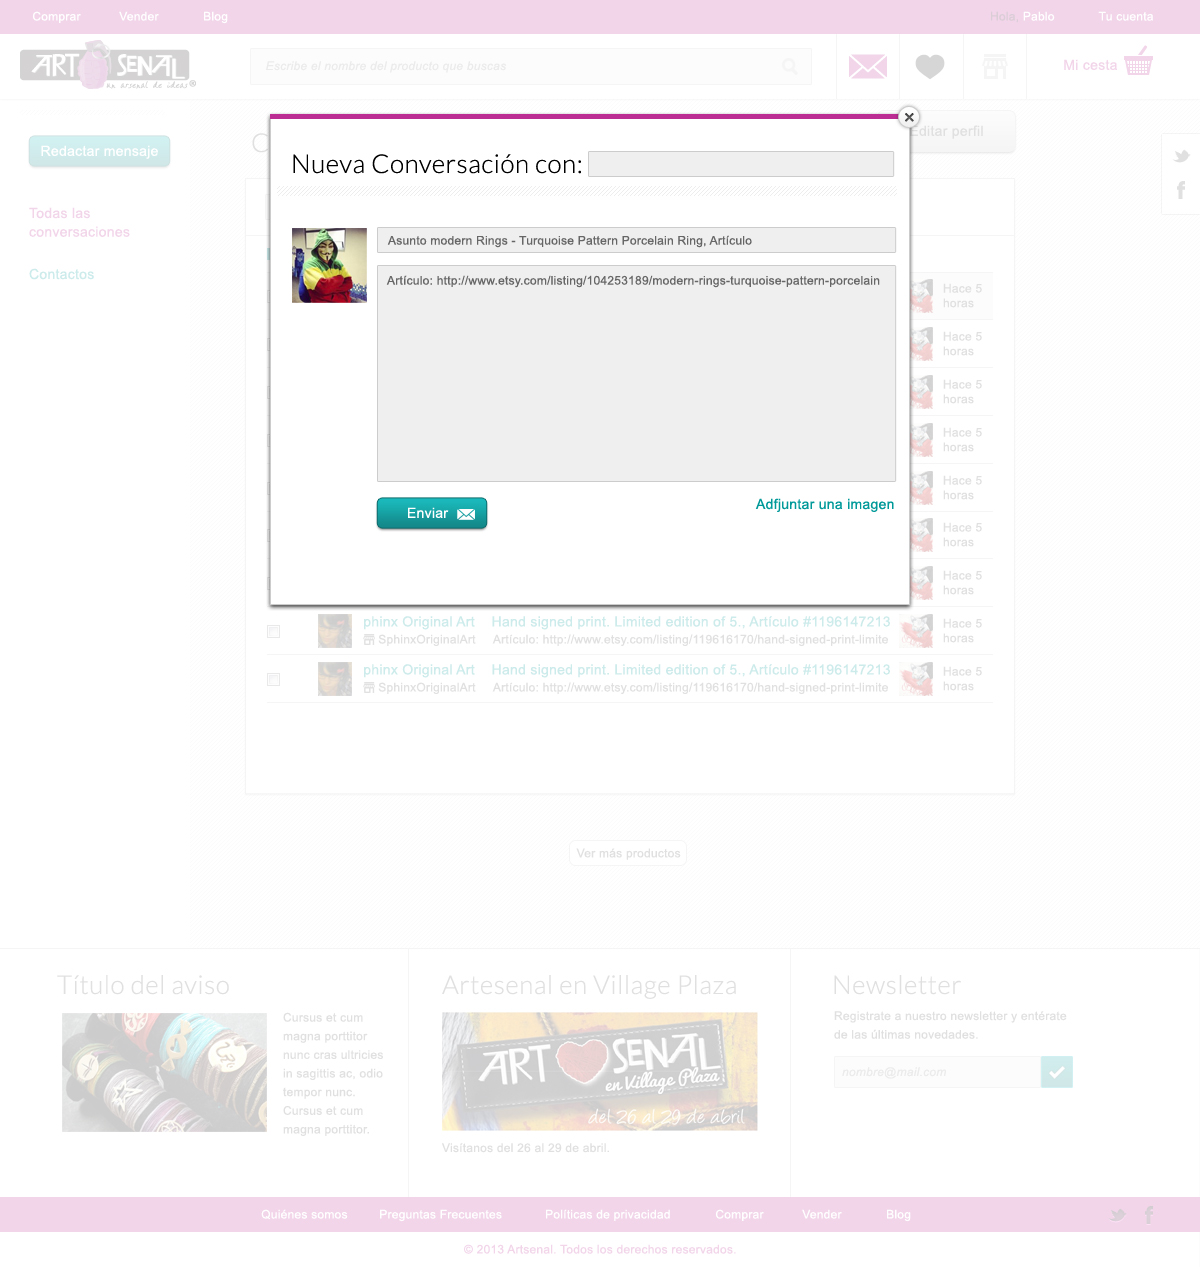 Comprar Vender Blog Hola, Pablo Tu cuenta
ART SENAL
un arsenal de ideas®
Escribe el nombre del producto que buscas
Mi cesta
Redactar mensaje
Todas las
conversaciones
Contactos
Editar perfil
Nueva Conversación con:
Asunto modern Rings - Turquoise Pattern Porcelain Ring, Artículo
Artículo: http://www.etsy.com/listing/104253189/modern-rings-turquoise-pattern-porcelain
Enviar
Adfjuntar una imagen
Hace 5
horas
Hace 5
horas
Hace 5
horas
Hace 5
horas
Hace 5
horas
Hace 5
horas
Hace 5
horas
phinx Original Art Hand signed print. Limited edition of 5., Artículo #1196147213
SphinxOriginalArt Artículo: http://www.etsy.com/listing/119616170/hand-signed-print-limite
Hace 5
horas
phinx Original Art Hand signed print. Limited edition of 5., Artículo #1196147213
SphinxOriginalArt Artículo: http://www.etsy.com/listing/119616170/hand-signed-print-limite
Hace 5
horas
Ver más productos
Título del aviso
Cursus et cum
magna porttitor
nunc cras ultricies
in sagittis ac, odio
tempor nunc.
Cursus et cum
magna porttitor.
Artesenal en Village Plaza
ART SENAL
en Village Plaza
del 26 al 29 de abril
Visítanos del 26 al 29 de abril.
Newsletter
Registrate a nuestro newsletter y entérate
de las últimas novedades.
nombre@mail.com
Quiénes somos Preguntas Frecuentes Políticas de privacidad Comprar Vender Blog
© 2013 Artsenal. Todos los derechos reservados.